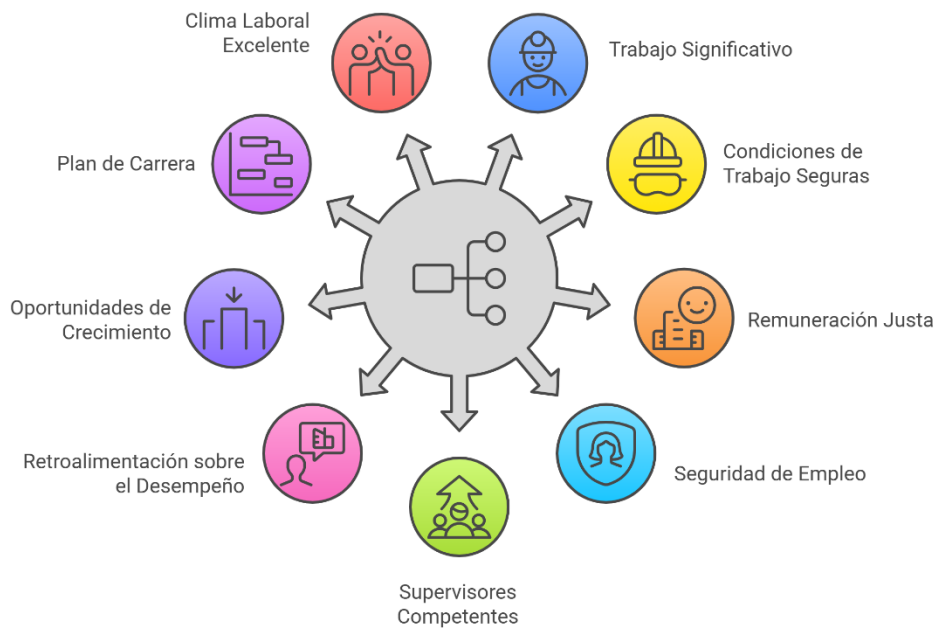 Clima Laboral
Excelente
Trabajo Significativo
Plan de Carrera
Condiciones de
Trabajo Seguras
Oportunidades de
Crecimiento
Remuneración Justa
Retroalimentación sobre
el Desempeño
Seguridad de Empleo
Supervisores
Competentes